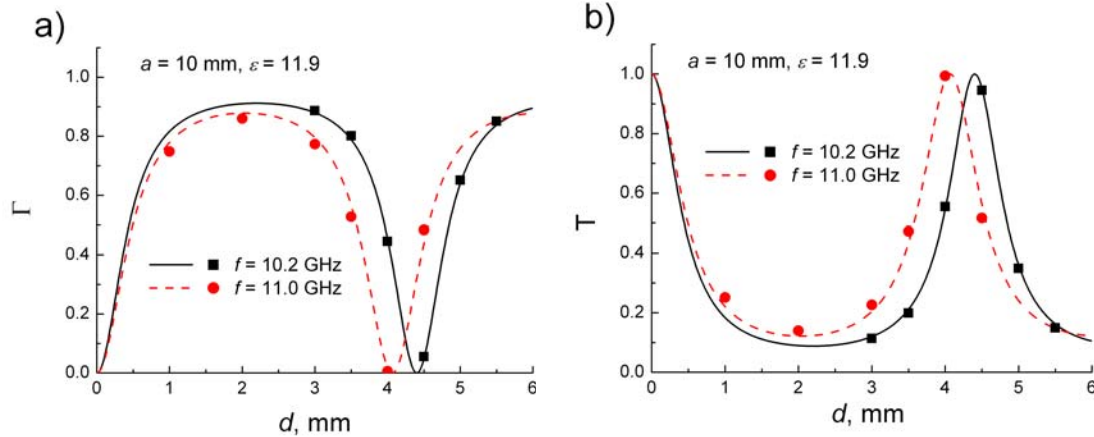 a)
a = 10 mm, ε = 11.9
1.0
0.8
0.6
0.4
0.2
0.0
Γ
f = 10.2 GHz
f = 11.0 GHz
0 1 2 3 4 5 6
d, mm
b)
a = 10 mm, ε = 11.9
1.0
0.8
0.6
0.4
0.2
0.0
T
f = 10.2 GHz
f = 11.0 GHz
0 1 2 3 4 5 6
d, mm